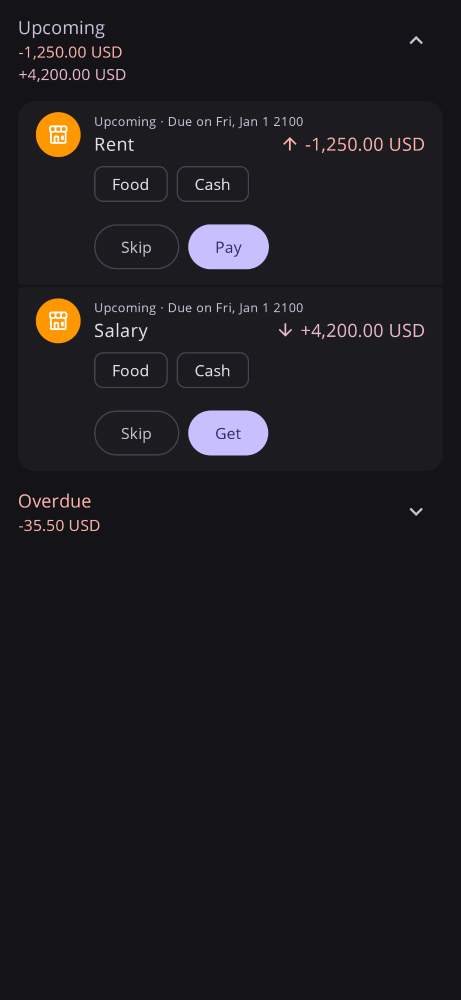 Upcoming
-1,250.00 USD
+4,200.00 USD
Upcoming · Due on Fri, Jan 1 2100
Rent
-1,250.00 USD
Food
Cash
Skip
Pay
Upcoming · Due on Fri, Jan 1 2100
Salary
+4,200.00 USD
Food
Cash
Skip
Get
Overdue
-35.50 USD